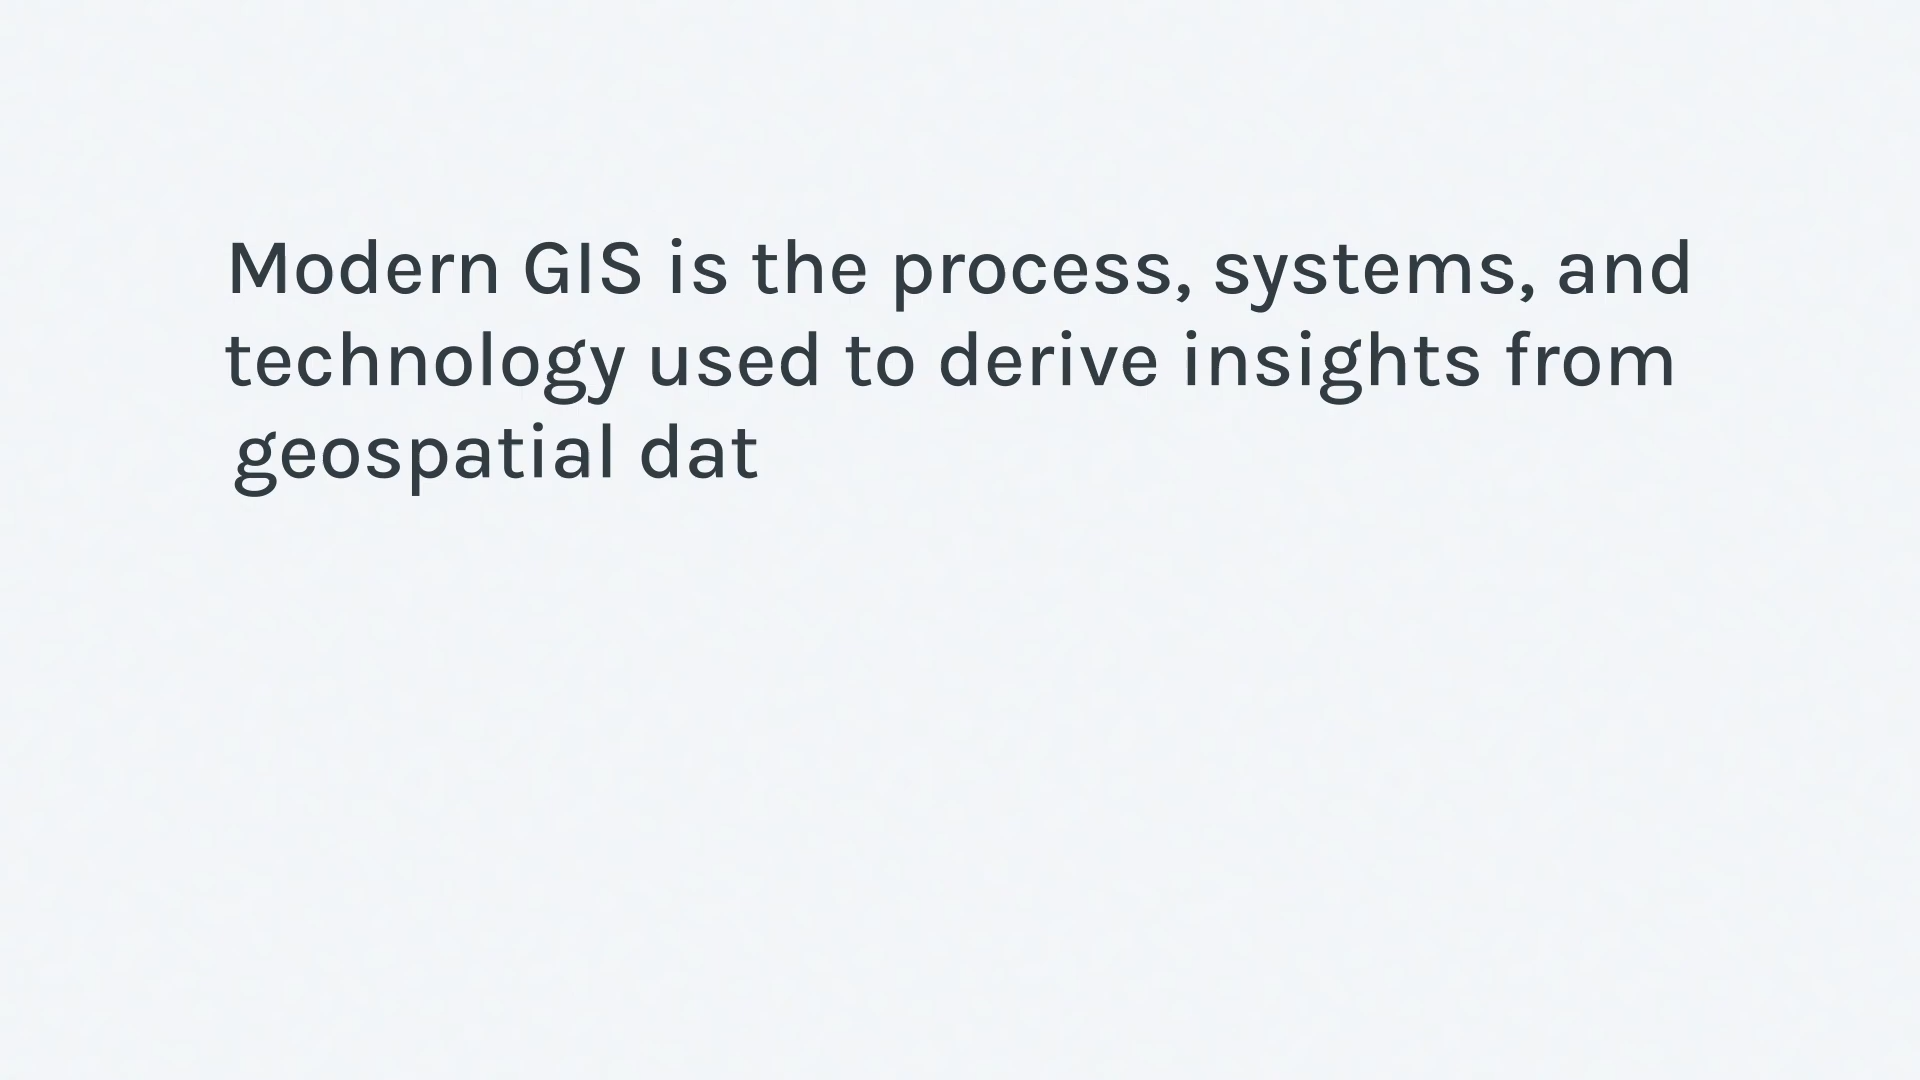 Modern GIS is the process, systems, and
technology used to derive insights from
geospatial dat